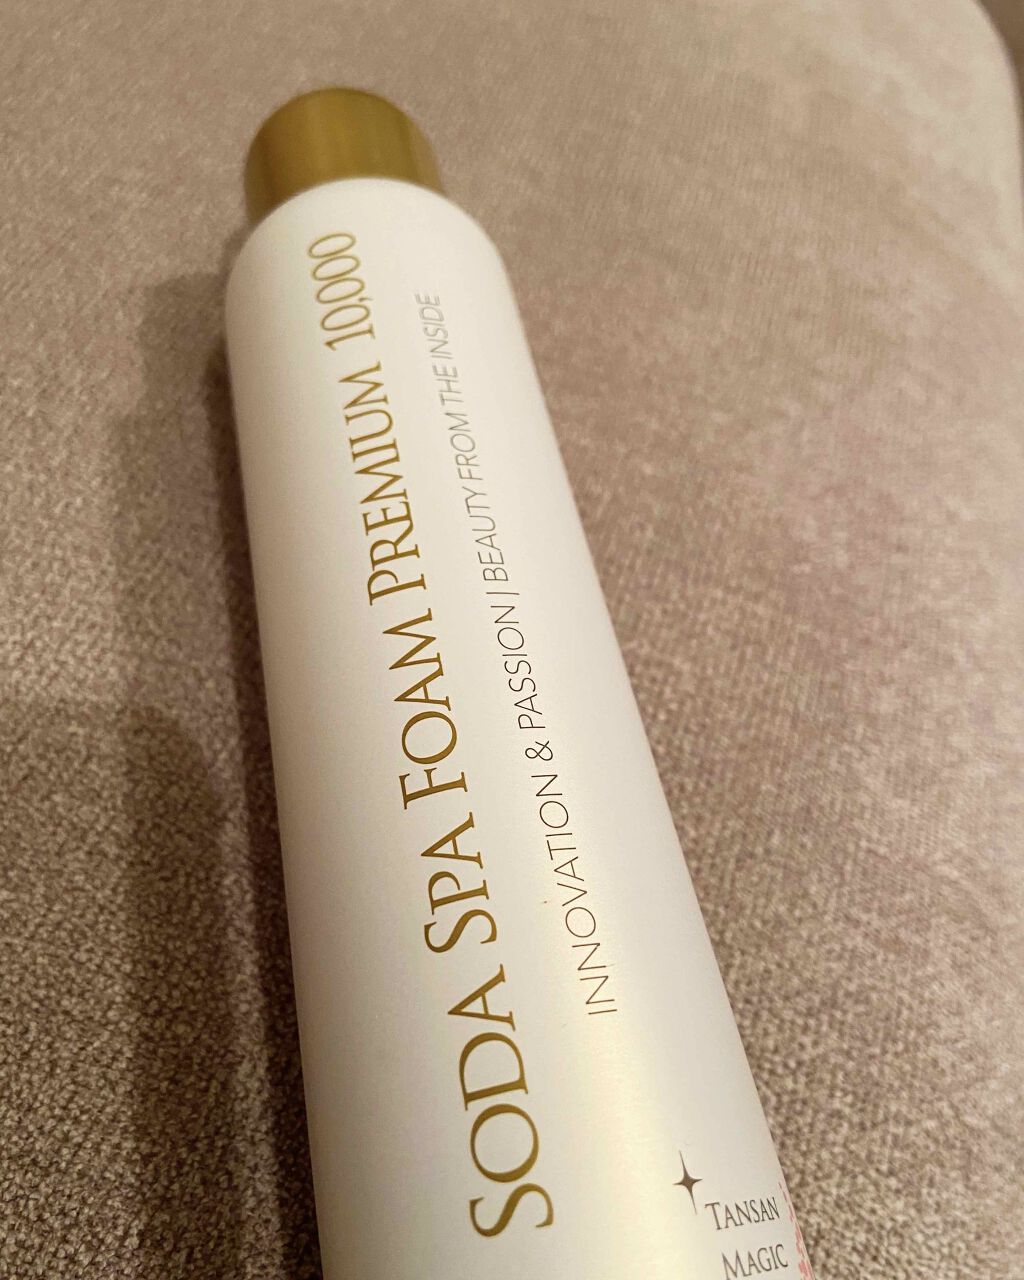 SODA SPA FOAM PREMIUM 10,000
INNOVATION & PASSION | BEAUTY FROM THE INSIDE
TANSAN
MAGIC